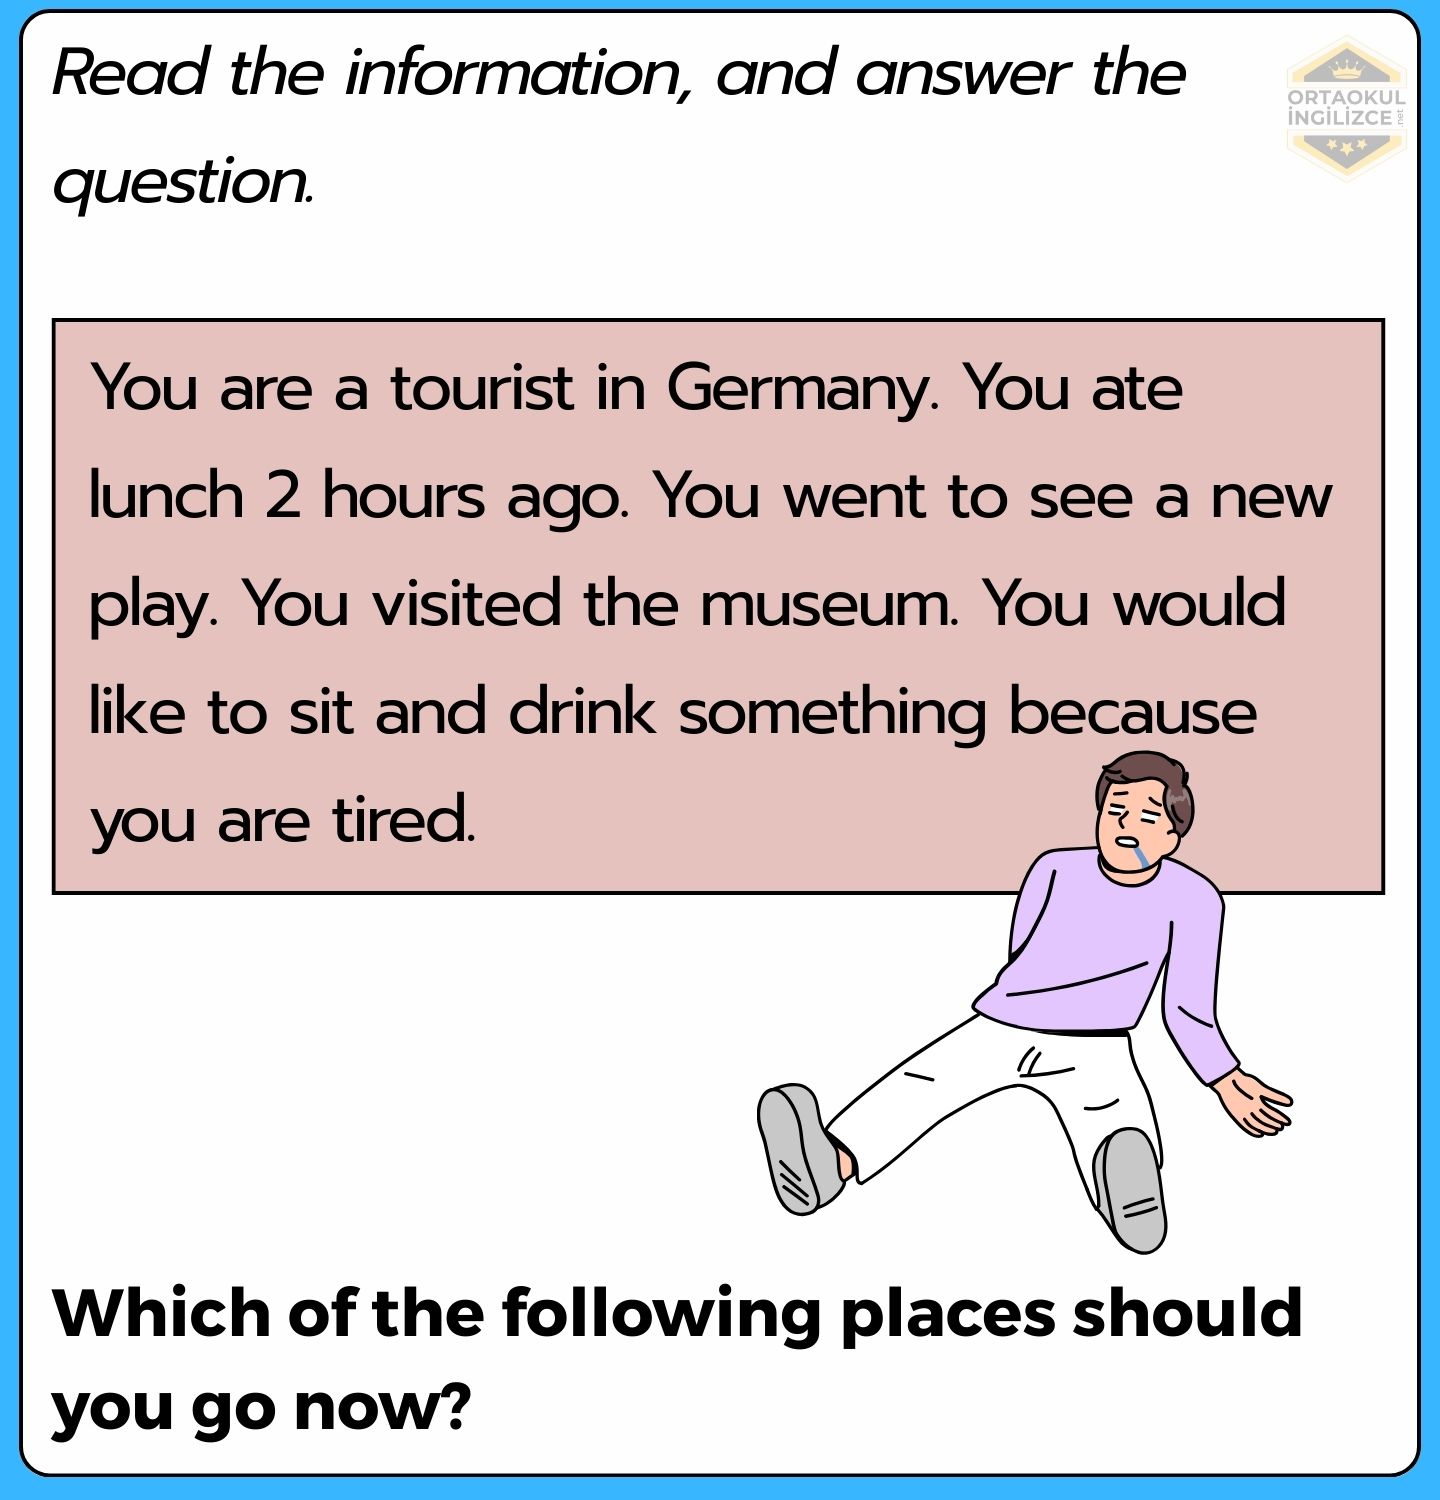 Read the information, and answer the
question.
ORTAOKUL
İNGİLİZCE
.net
You are a tourist in Germany. You ate
lunch 2 hours ago. You went to see a new
play. You visited the museum. You would
like to sit and drink something because
you are tired.
Which of the following places should
you go now?